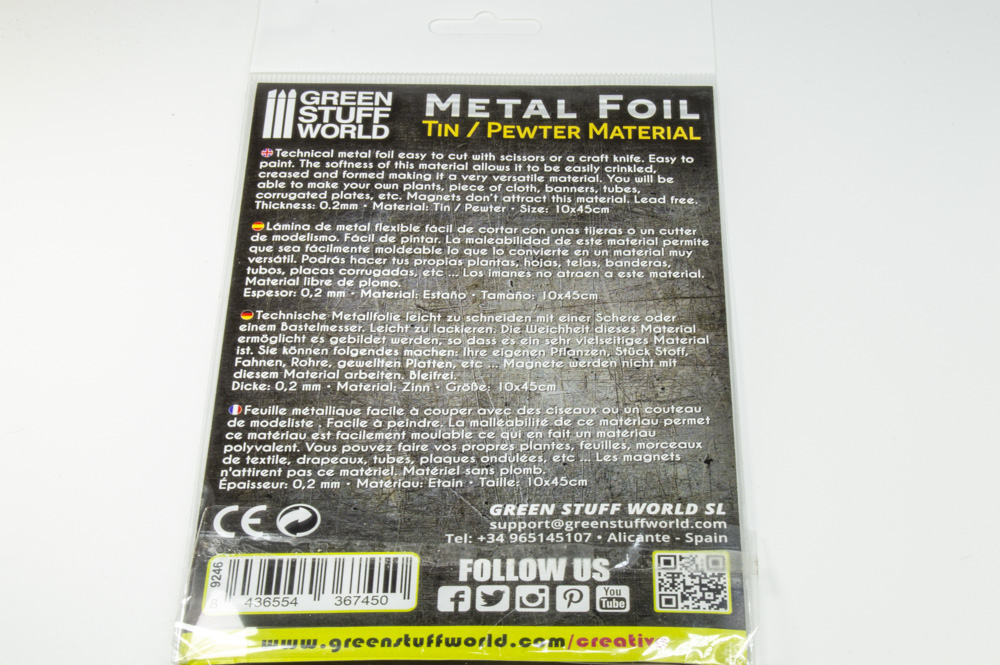 GREEN
STUFF
WORLD
METAL FOIL
TIN / PEWTER MATERIAL
Technical metal foil easy to cut with scissors or a craft knife. Easy to
paint. The softness of this material allows it to be easily crinkled,
creased and formed making it a very versatile material. You will be
able to make your own plants, piece of cloth, banners, tubes,
corrugated plates, etc. Magnets don't attract this material. Lead free.
Thickness: 0.2mm • Material: Tin / Pewter • Size: 10x45cm
Lámina de metal flexible fácil de cortar con unas tijeras o un cutter
de modelismo. Fácil de pintar. La maleabilidad de este material permite
que sea fácilmente moldeable lo que lo convierte en un material muy
versátil. Podrás hacer tus propias plantas, hojas, telas, banderas,
tubos, placas corrugadas, etc ... Los imanes no atraen a este material.
Material libre de plomo.
Espesor: 0,2 mm • Material: Estaño • Tamaño: 10x45cm
Technische Metallfolie leicht zu schneiden mit einer Schere oder
einem Bastelmesser. Leicht zu lackieren. Die Weichheit dieses Material
ermöglicht es gebildet werden, so dass es ein sehr vielseitiges Material
ist. Sie können folgendes machen: Ihre eigenen Pflanzen, Stück Stoff,
Fahnen, Rohre, gewellten Platten, etc ... Magnete werden nicht mit
diesem Material arbeiten. Bleifrei.
Dicke: 0,2 mm • Material: Zinn • Größe: 10x45cm
Feuille métallique facile à couper avec des ciseaux ou un couteau
de modeliste . Facile à peindre. La malleabilité de ce matériau permet
ce matériau est facilement moulable ce qui en fait un matériau
polyvalent. Vous pouvez faire vos propres plantes, feuilles, morceaux
de textile, drapeaux, tubes, plaques ondulées, etc ... Les magnets
n'attirent pas ce matériel. Matériel sans plomb.
Épaisseur: 0,2 mm • Matériau: Etain • Taille: 10x45cm
GREEN STUFF WORLD SL
support@greenstuffworld.com
Tel: +34 965145107 • Alicante - Spain
CE
9246
8 436554 367450
FOLLOW US
You
Tube
www.greenstuffworld.com/creative